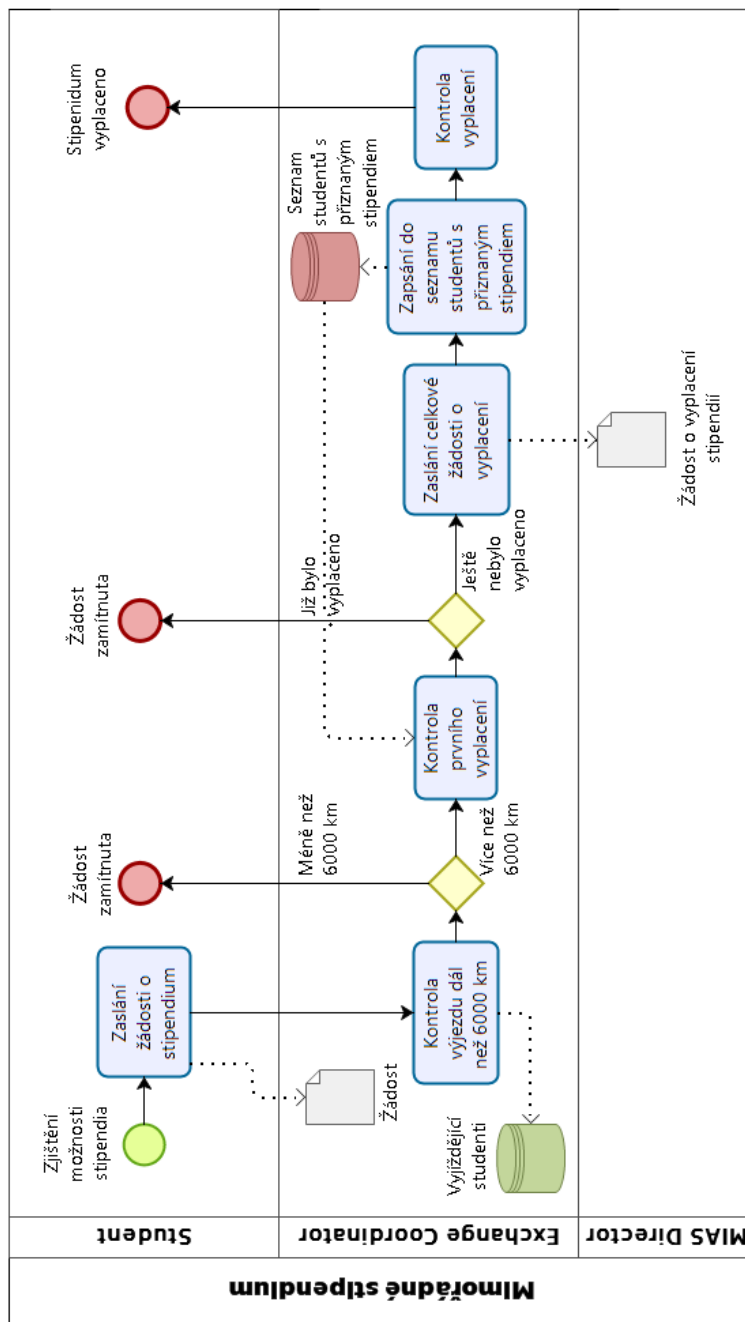 Mimořádné stipendium
Student
Exchange Coordinator
MIAS Director
Zjištění
možnosti
stipendia
Zaslání
žádosti o
stipendium
Žádost
Vyjíždějící
studenti
Kontrola
výjezdu dál
než 6000 km
Méně než
6000 km
Žádost
zamítnuta
Více než
6000 km
Kontrola
prvního
vyplacení
Již bylo
vyplaceno
Žádost
zamítnuta
Ještě
nebylo
vyplaceno
Zaslání celkové
žádosti o
vyplacení
Žádost o vyplacení
stipendií
Zapsání do
seznamu
studentů s
přiznaným
stipendiem
Seznam
studentů s
přiznaným
stipendiem
Kontrola
vyplacení
Stipenidum
vyplaceno